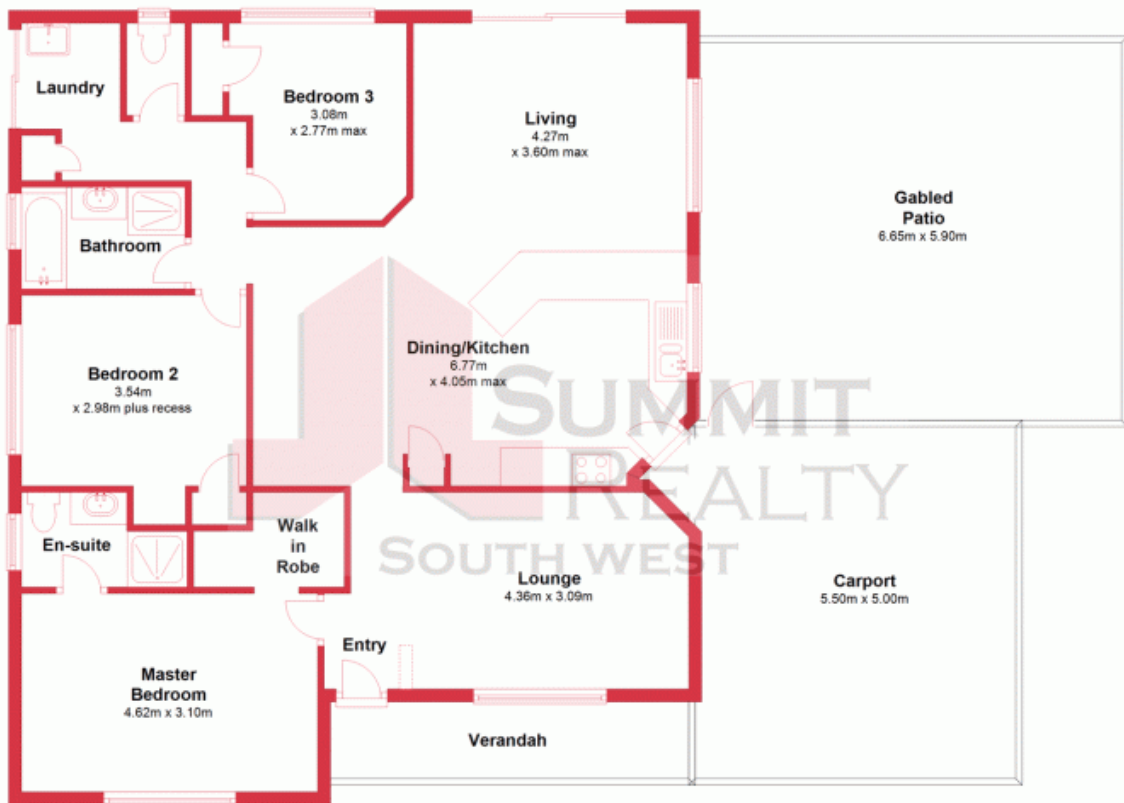 Laundry
Bedroom 3
3.08m
x 2.77m max
Living
4.27m
x 3.60m max
Gabled
Patio
6.65m x 5.90m
Bathroom
Bedroom 2
3.54m
x 2.98m plus recess
Dining/Kitchen
6.77m
x 4.05m max
SUMMIT
REALTY
SOUTH WEST
En-suite
Walk
in
Robe
Lounge
4.36m x 3.09m
Carport
5.50m x 5.00m
Entry
Master
Bedroom
4.62m x 3.10m
Verandah